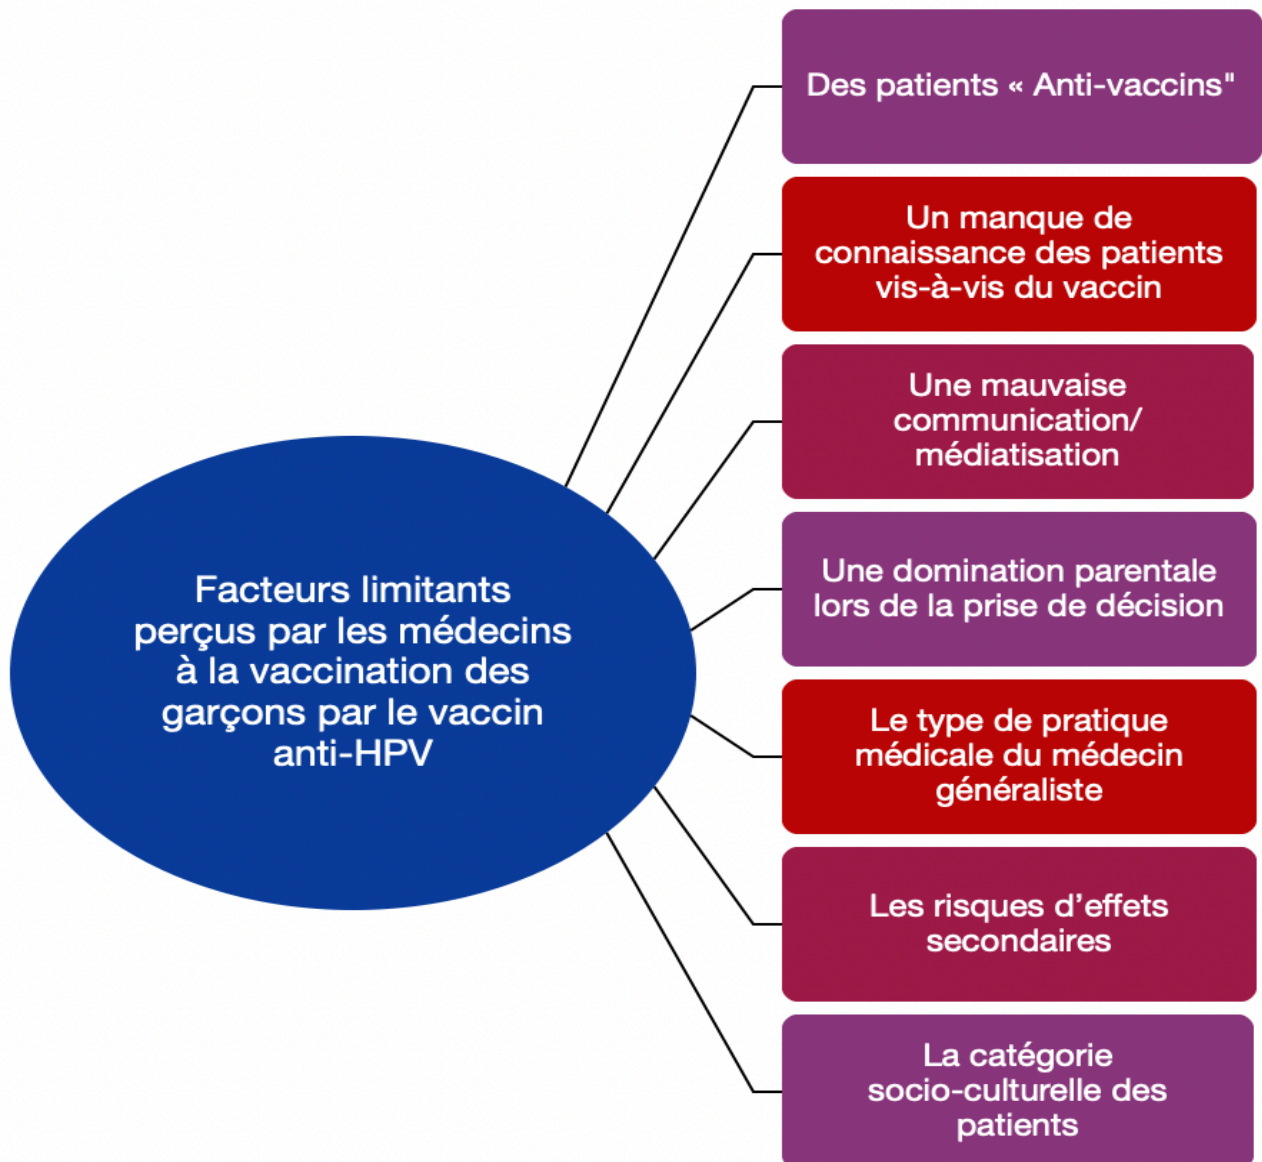 Des patients « Anti-vaccins"
Un manque de
connaissance des patients
vis-à-vis du vaccin
Une mauvaise
communication/
médiatisation
Une domination parentale
lors de la prise de décision
Facteurs limitants
perçus par les médecins
à la vaccination des
garçons par le vaccin
anti-HPV
Le type de pratique
médicale du médecin
généraliste
Les risques d’effets
secondaires
La catégorie
socio-culturelle des
patients